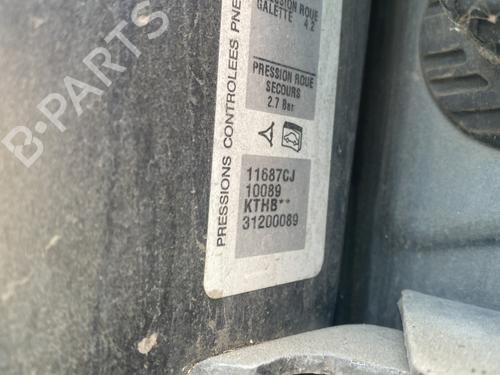 PRESSION ROUE
GALETTE 4.2
PRESSION ROUE
SECOURS
2.7 Bar
PRESSIONS CONTROLEES PNE
11687CJ
10089
KTHB**
31200089
B-PARTS